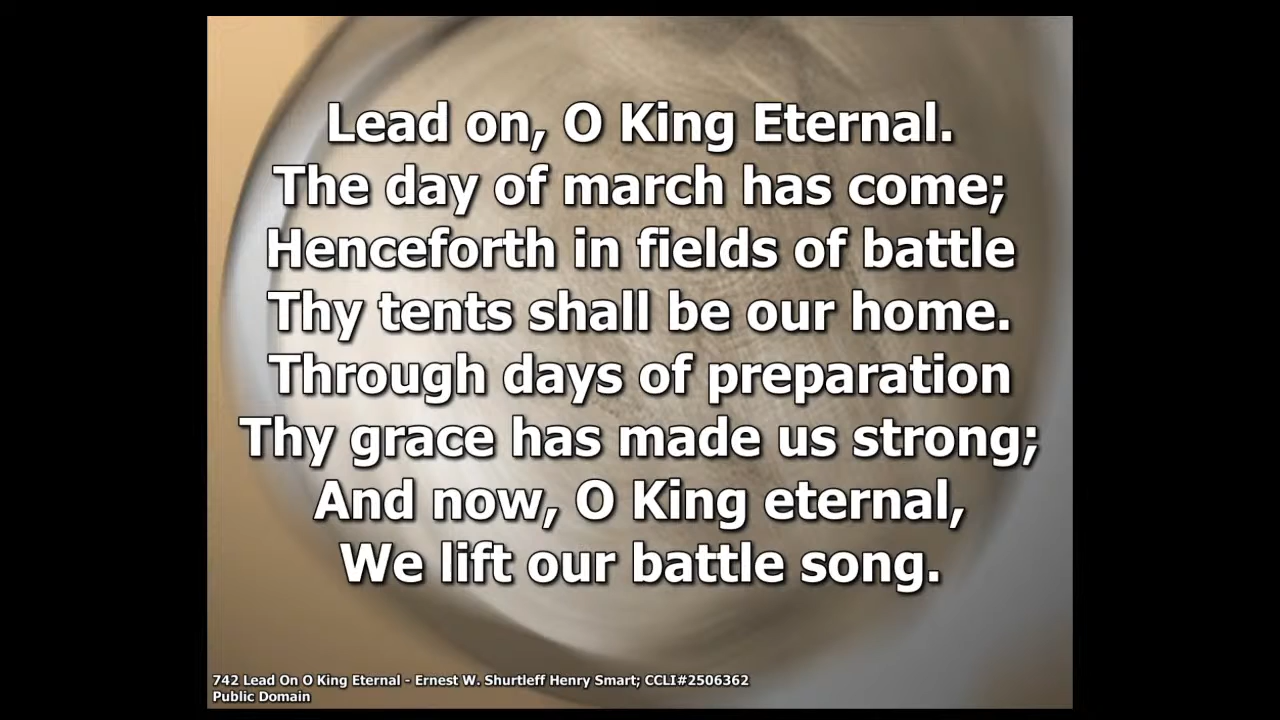 Lead on, O King Eternal.
The day of march has come;
Henceforth in fields of battle
Thy tents shall be our home.
Through days of preparation
Thy grace has made us strong;
And now, O King eternal,
We lift our battle song.
742 Lead On O King Eternal - Ernest W. Shurtleff Henry Smart; CCLI#2506362
Public Domain